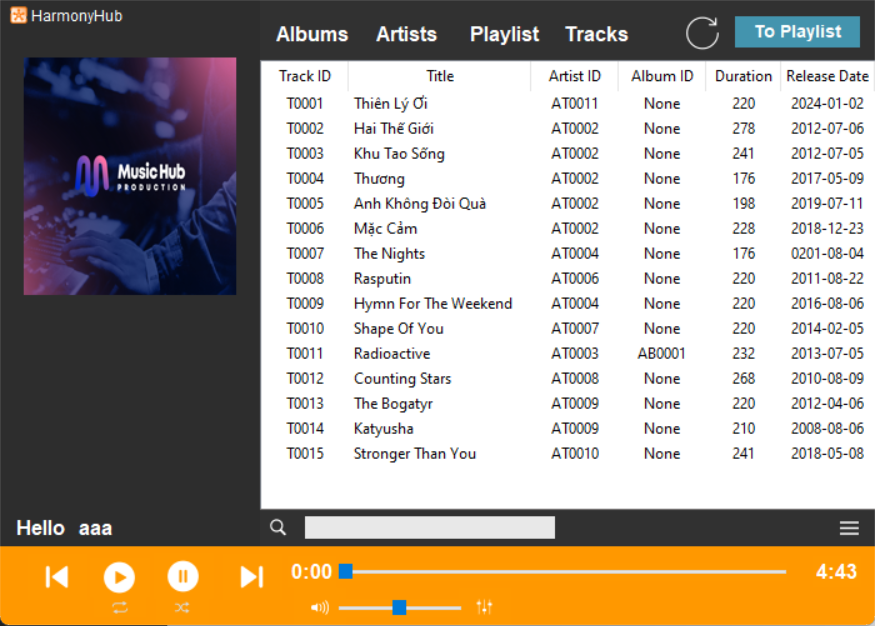 HarmonyHub
Albums Artists Playlist Tracks To Playlist
Music Hub
PRODUCTION
Track ID Title Artist ID Album ID Duration Release Date
T0001 Thiên Lý Ơi AT0011 None 220 2024-01-02
T0002 Hai Thế Giới AT0002 None 278 2012-07-06
T0003 Khu Tao Sống AT0002 None 241 2012-07-05
T0004 Thương AT0002 None 176 2017-05-09
T0005 Anh Không Đòi Quà AT0002 None 198 2019-07-11
T0006 Mặc Cảm AT0002 None 228 2018-12-23
T0007 The Nights AT0004 None 176 0201-08-04
T0008 Rasputin AT0006 None 220 2011-08-22
T0009 Hymn For The Weekend AT0004 None 220 2016-08-06
T0010 Shape Of You AT0007 None 220 2014-02-05
T0011 Radioactive AT0003 AB0001 232 2013-07-05
T0012 Counting Stars AT0008 None 268 2010-08-09
T0013 The Bogatyr AT0009 None 220 2012-04-06
T0014 Katyusha AT0009 None 210 2008-08-06
T0015 Stronger Than You AT0010 None 241 2018-05-08
Hello aaa
0:00 4:43